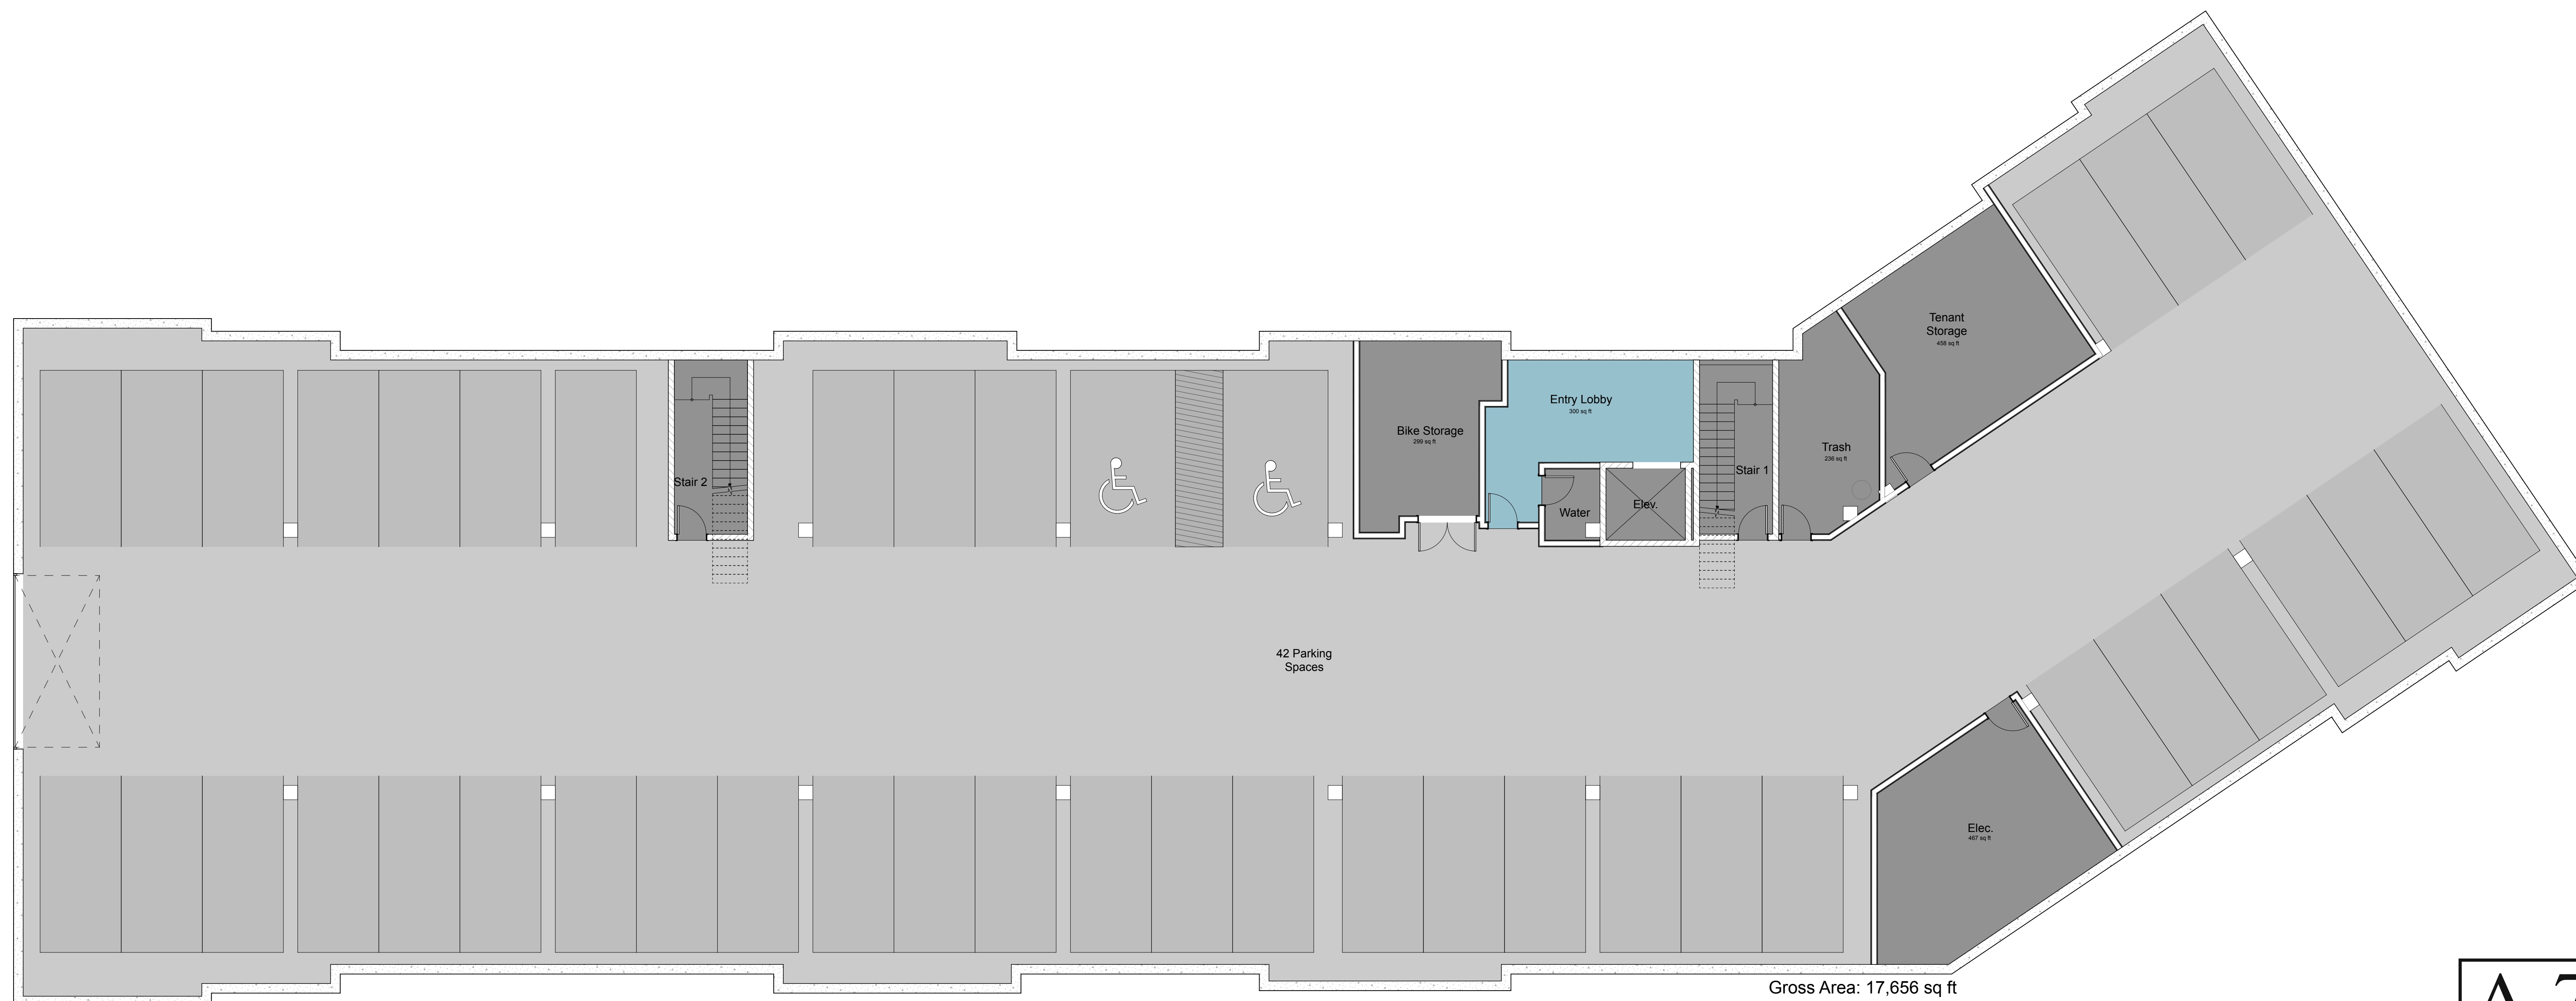 Tenant
Storage
458 sq ft
Entry Lobby
300 sq ft
Bike Storage
299 sq ft
Trash
236 sq ft
Stair 1
Stair 2
Elev.
Water
42 Parking
Spaces
Elec.
467 sq ft
Gross Area: 17,656 sq ft